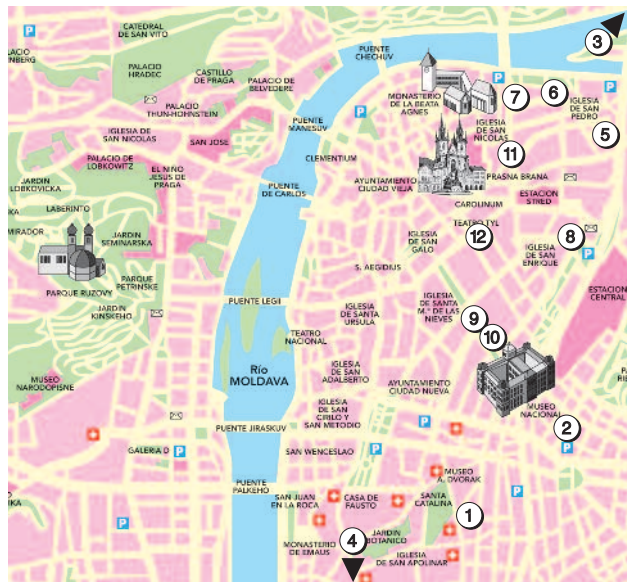 CATEDRAL
DE SAN VITO
PALACIO
HRADEC
CASTILLO
DE PRAGA
PALACIO DE
BELVEDERE
PUENTE
CHECHUV
3
PALACIO
THUN-HOHNSTEIN
IGLESIA DE
SAN NICOLAS
SAN JOSE
PUENTE
MANESUV
MONASTERIO
DE LA BEATA
AGNES
7
6
IGLESIA
DE SAN
PEDRO
5
IGLESIA
DE SAN
NICOLAS
11
PALACIO DE
LOBKOWITZ
EL NIÑO
JESUS DE
PRAGA
CLEMENTIUM
PUENTE
DE CARLOS
AYUNTAMIENTO
CIUDAD VIEJA
PRASNA BRANA
ESTACION
STRED
JARDIN
LOBKOVICKA
LABERINTO
MIRADOR
JARDIN
SEMINARSKA
CAROLINUM
TEATRO TYL
12
8
IGLESIA
DE SAN
GALO
IGLESIA
DE SAN
ENRIQUE
S. AEGIDIUS
PARQUE
PETRINSKE
PARQUE RUZOVY
JARDIN
KINSKEHO
ESTACION
CENTRAL
PUENTE LEGII
IGLESIA
DE SANTA
URSULA
IGLESIA
DE SANTA
Mª DE LAS
NIEVES
9
10
TEATRO
NACIONAL
Río
MOLDAVA
IGLESIA
DE SAN
ADALBERTO
AYUNTAMIENTO
CIUDAD NUEVA
MUSEO
NARODOPISNE
MUSEO
NACIONAL
2
IGLESIA
DE SAN
CIRILO Y
SAN METODIO
PUENTE JIRASKUV
GALERIA D
SAN WENCESLAO
PUENTE
PALKEHO
MUSEO
A. DVORAK
SAN JUAN
EN LA ROCA
CASA DE
FAUSTO
SANTA
CATALINA
1
4
JARDIN
BOTANICO
MONASTERIO
DE EMAUS
IGLESIA
DE SAN APOLINAR
P
P
P
P
P
P
P
P